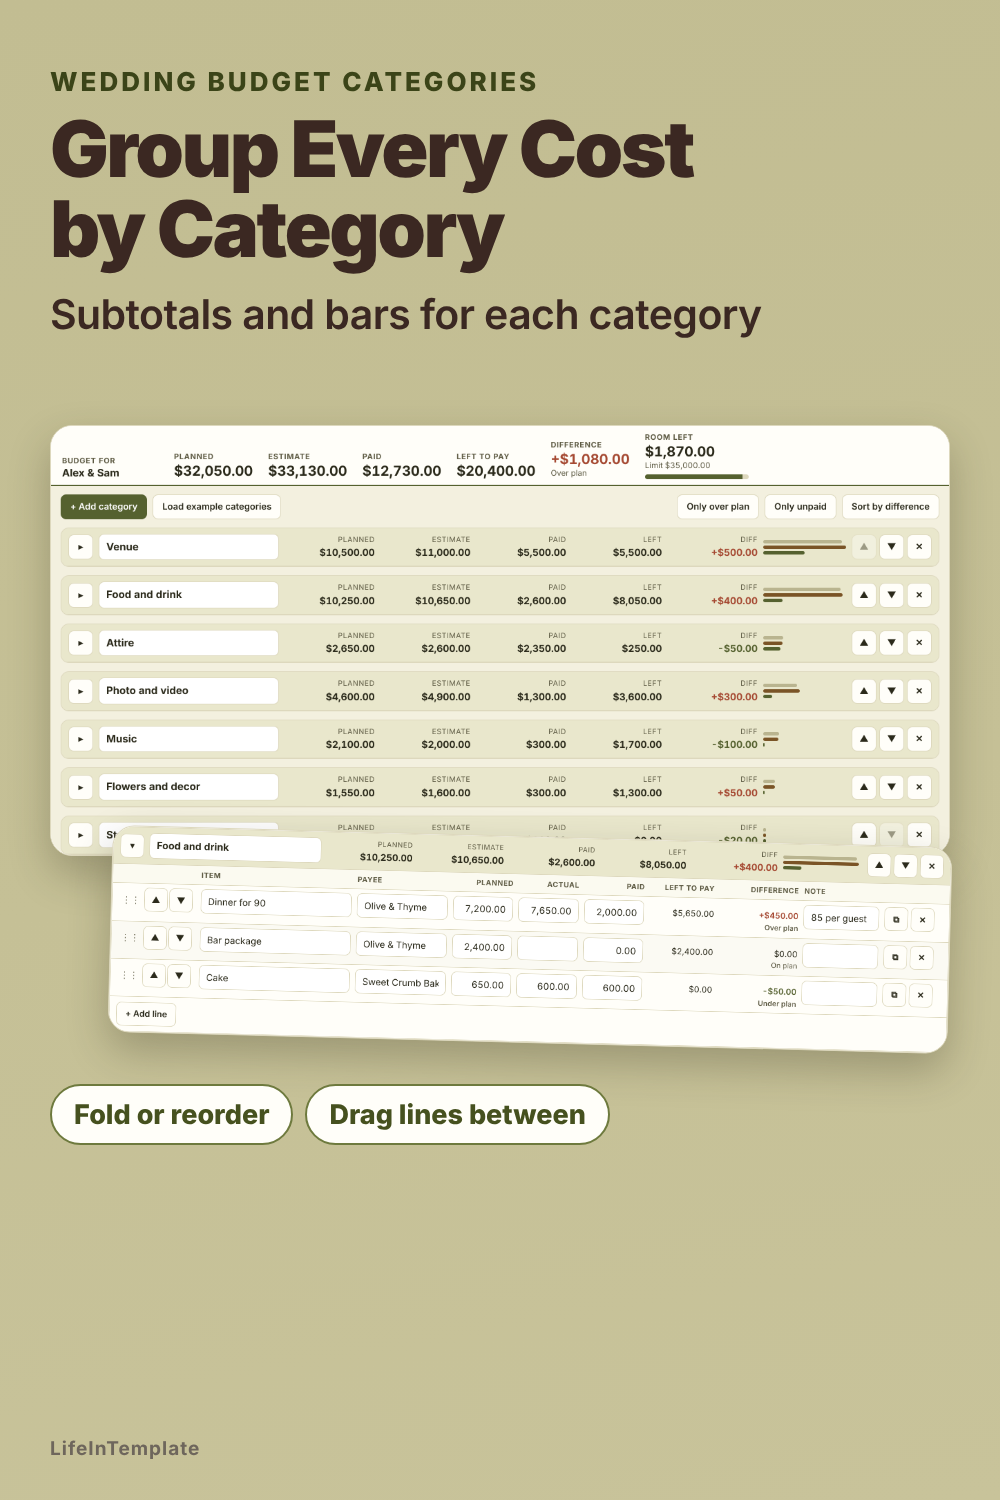 WEDDING BUDGET CATEGORIES
Group Every Cost
by Category
Subtotals and bars for each category
BUDGET FOR
Alex & Sam
PLANNED
$32,050.00
ESTIMATE
$33,130.00
PAID
$12,730.00
LEFT TO PAY
$20,400.00
DIFFERENCE
+$1,080.00
Over plan
ROOM LEFT
$1,870.00
Limit $35,000.00
+ Add category Load example categories Only over plan Only unpaid Sort by difference
PLANNED ESTIMATE PAID LEFT DIFF
Venue $10,500.00 $11,000.00 $5,500.00 $5,500.00 +$500.00
PLANNED ESTIMATE PAID LEFT DIFF
Food and drink $10,250.00 $10,650.00 $2,600.00 $8,050.00 +$400.00
PLANNED ESTIMATE PAID LEFT DIFF
Attire $2,650.00 $2,600.00 $2,350.00 $250.00 -$50.00
PLANNED ESTIMATE PAID LEFT DIFF
Photo and video $4,600.00 $4,900.00 $1,300.00 $3,600.00 +$300.00
PLANNED ESTIMATE PAID LEFT DIFF
Music $2,100.00 $2,000.00 $300.00 $1,700.00 -$100.00
PLANNED ESTIMATE PAID LEFT DIFF
Flowers and decor $1,550.00 $1,600.00 $300.00 $1,300.00 +$50.00
PLANNED ESTIMATE PAID LEFT DIFF
-$20.00
PLANNED ESTIMATE PAID LEFT DIFF
Food and drink $10,250.00 $10,650.00 $2,600.00 $8,050.00 +$400.00
ITEM PAYEE PLANNED ACTUAL PAID LEFT TO PAY DIFFERENCE NOTE
Dinner for 90 Olive & Thyme 7,200.00 7,650.00 2,000.00 $5,650.00 +$450.00 85 per guest
Over plan
Bar package Olive & Thyme 2,400.00 0.00 $2,400.00 $0.00
On plan
Cake Sweet Crumb Bak 650.00 600.00 600.00 $0.00 -$50.00
Under plan
+ Add line
Fold or reorder
Drag lines between
LifeInTemplate